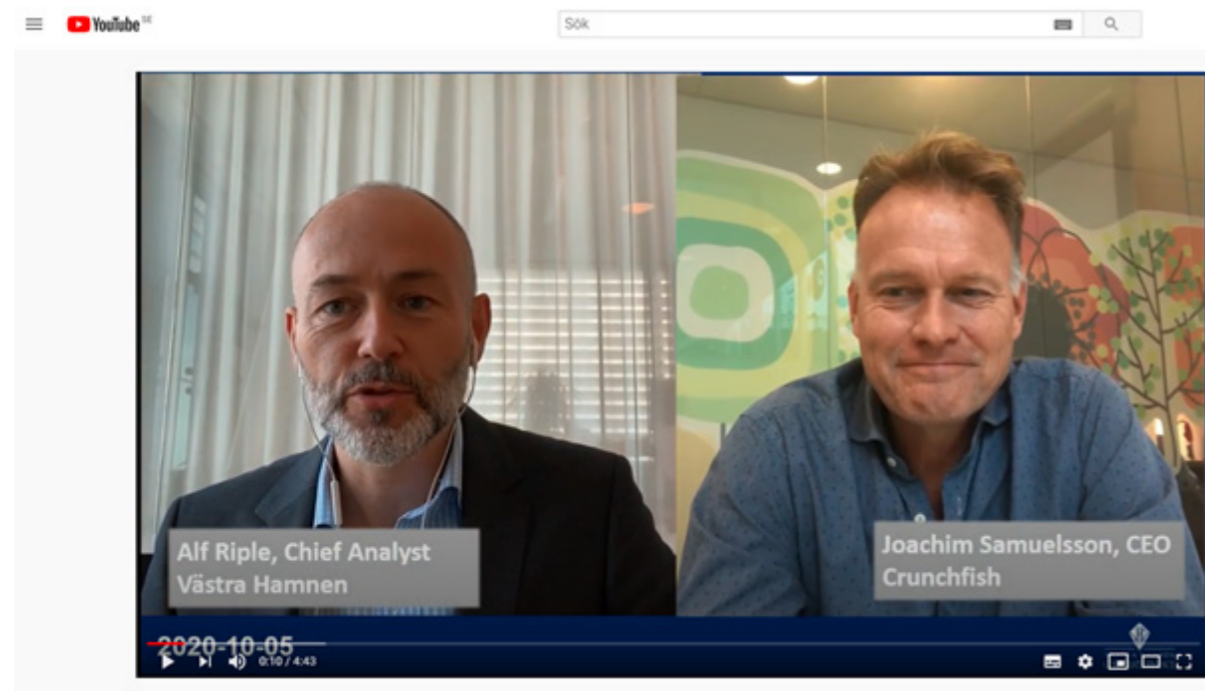 YouTube SE
Sök
Alf Riple, Chief Analyst
Västra Hamnen
Joachim Samuelsson, CEO
Crunchfish
2020-10-05
0:10 / 4:43